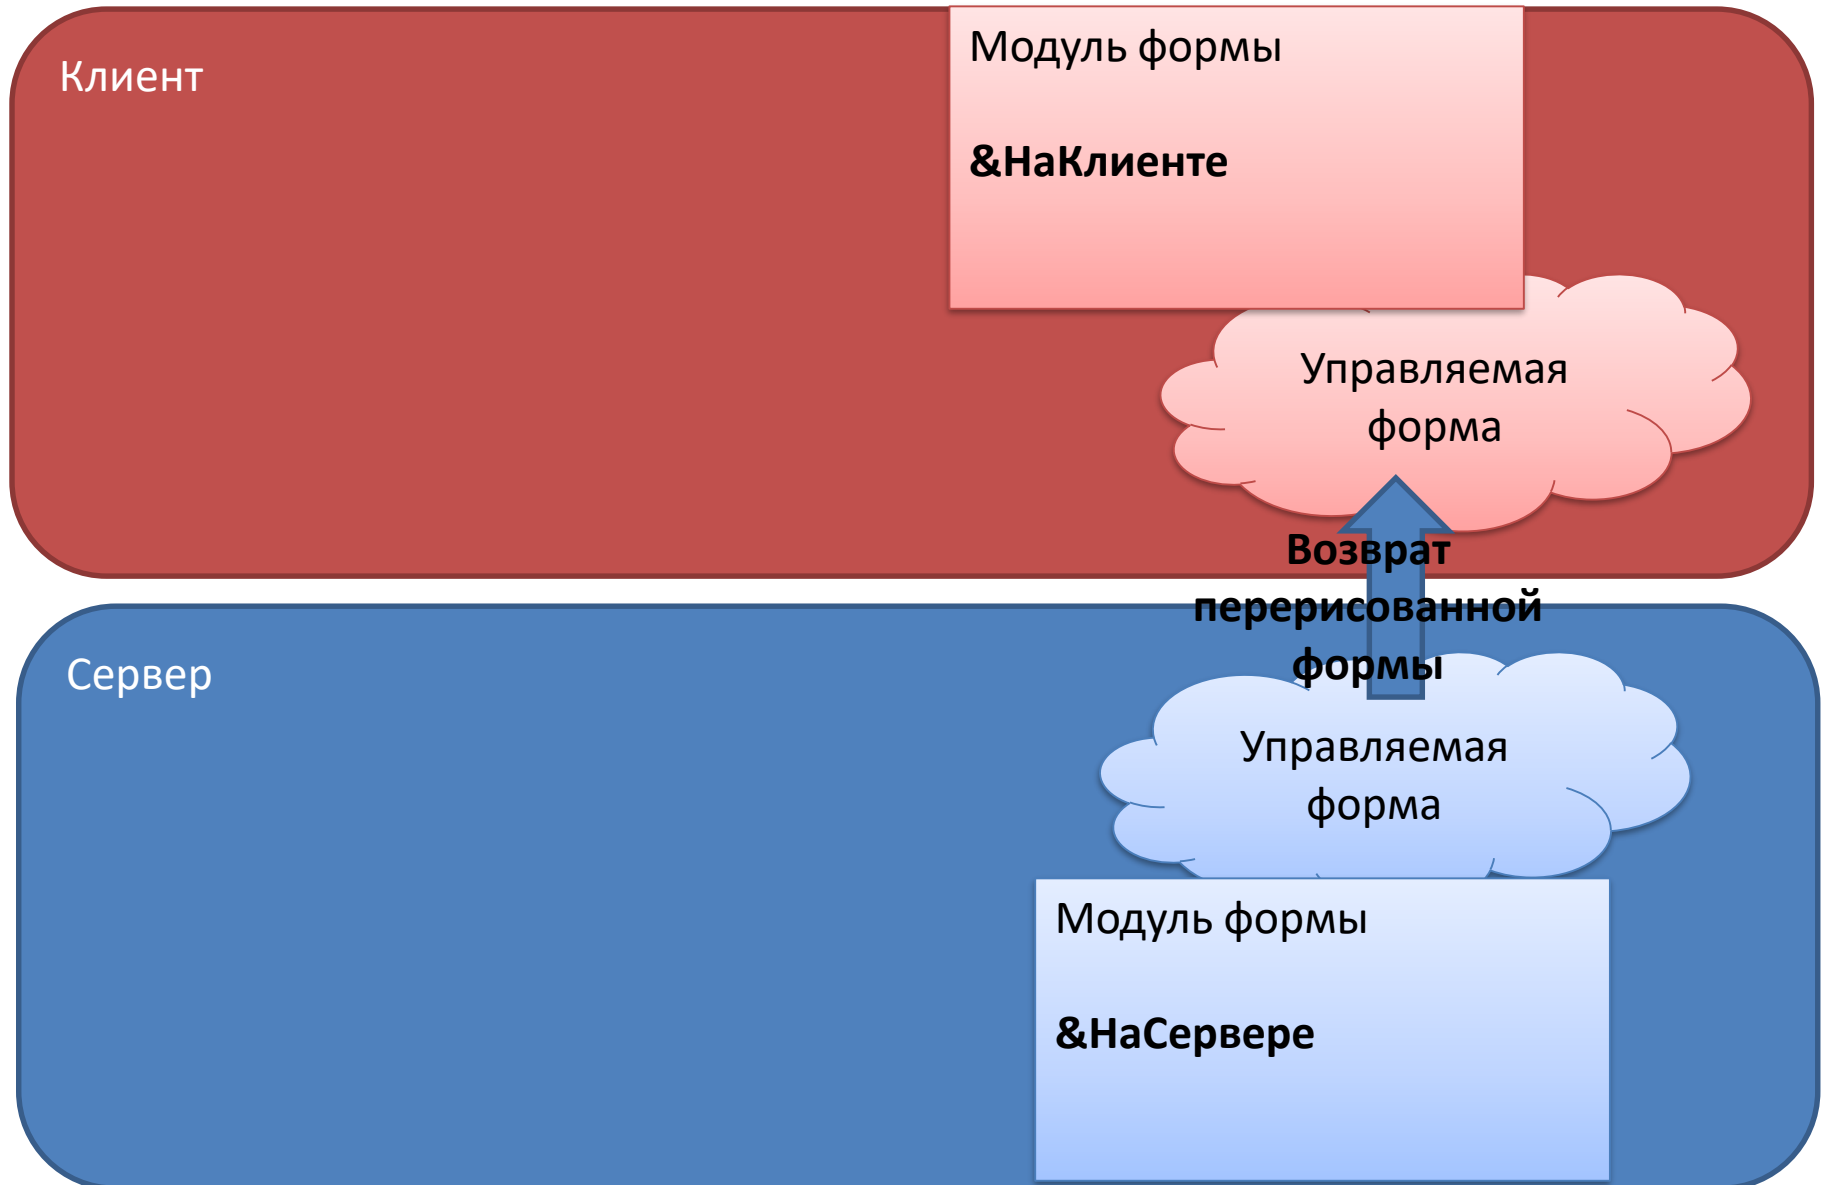 Клиент
Модуль формы
&НаКлиенте
Управляемая
форма
Возврат
перерисованной
формы
Сервер
Управляемая
форма
Модуль формы
&НаСервере